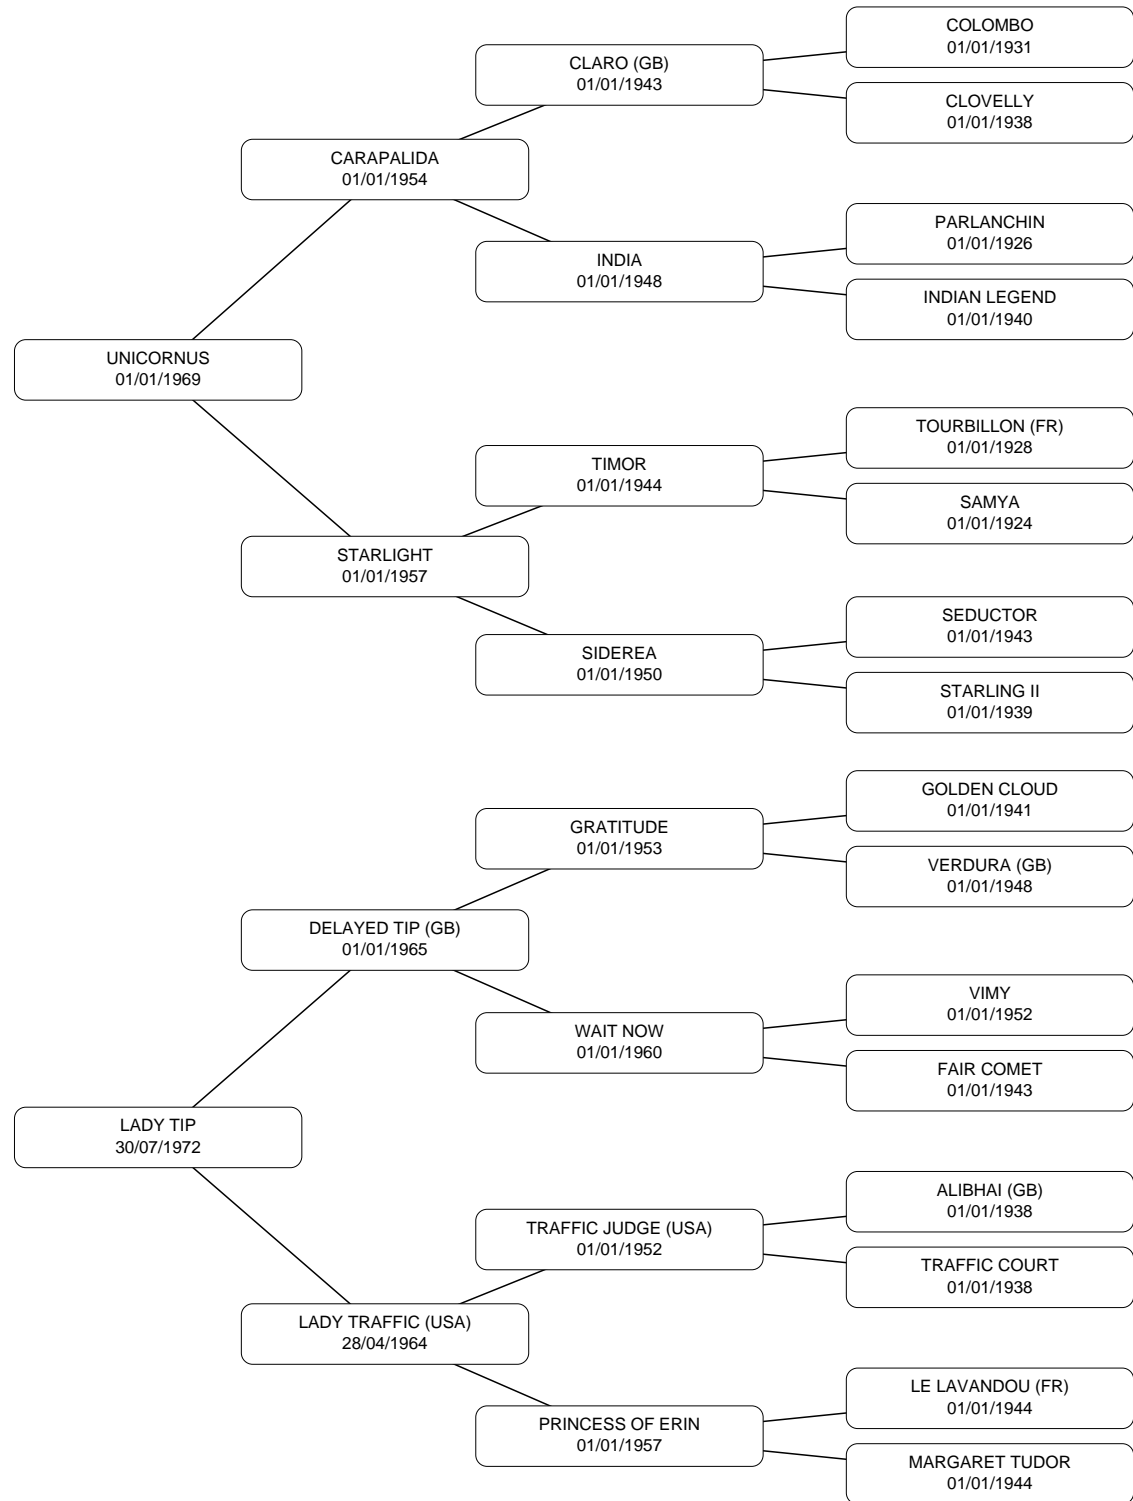 COLOMBO
01/01/1931
CLARO (GB)
01/01/1943
CLOVELLY
01/01/1938
CARAPALIDA
01/01/1954
PARLANCHIN
01/01/1926
INDIA
01/01/1948
INDIAN LEGEND
01/01/1940
UNICORNUS
01/01/1969
TOURBILLON (FR)
01/01/1928
TIMOR
01/01/1944
SAMYA
01/01/1924
STARLIGHT
01/01/1957
SEDUCTOR
01/01/1943
SIDEREA
01/01/1950
STARLING II
01/01/1939
GOLDEN CLOUD
01/01/1941
GRATITUDE
01/01/1953
VERDURA (GB)
01/01/1948
DELAYED TIP (GB)
01/01/1965
VIMY
01/01/1952
WAIT NOW
01/01/1960
FAIR COMET
01/01/1943
LADY TIP
30/07/1972
ALIBHAI (GB)
01/01/1938
TRAFFIC JUDGE (USA)
01/01/1952
TRAFFIC COURT
01/01/1938
LADY TRAFFIC (USA)
28/04/1964
LE LAVANDOU (FR)
01/01/1944
PRINCESS OF ERIN
01/01/1957
MARGARET TUDOR
01/01/1944